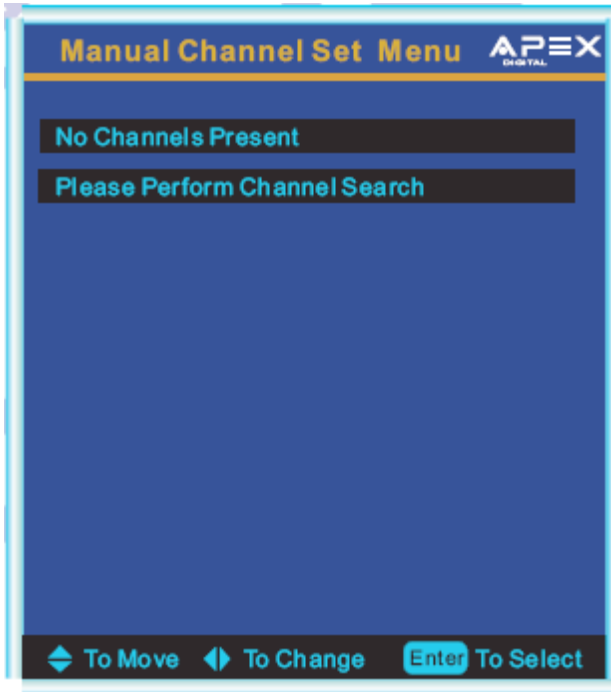 Manual Channel Set Menu APEX
DIGITAL
No Channels Present
Please Perform Channel Search
To Move To Change Enter To Select